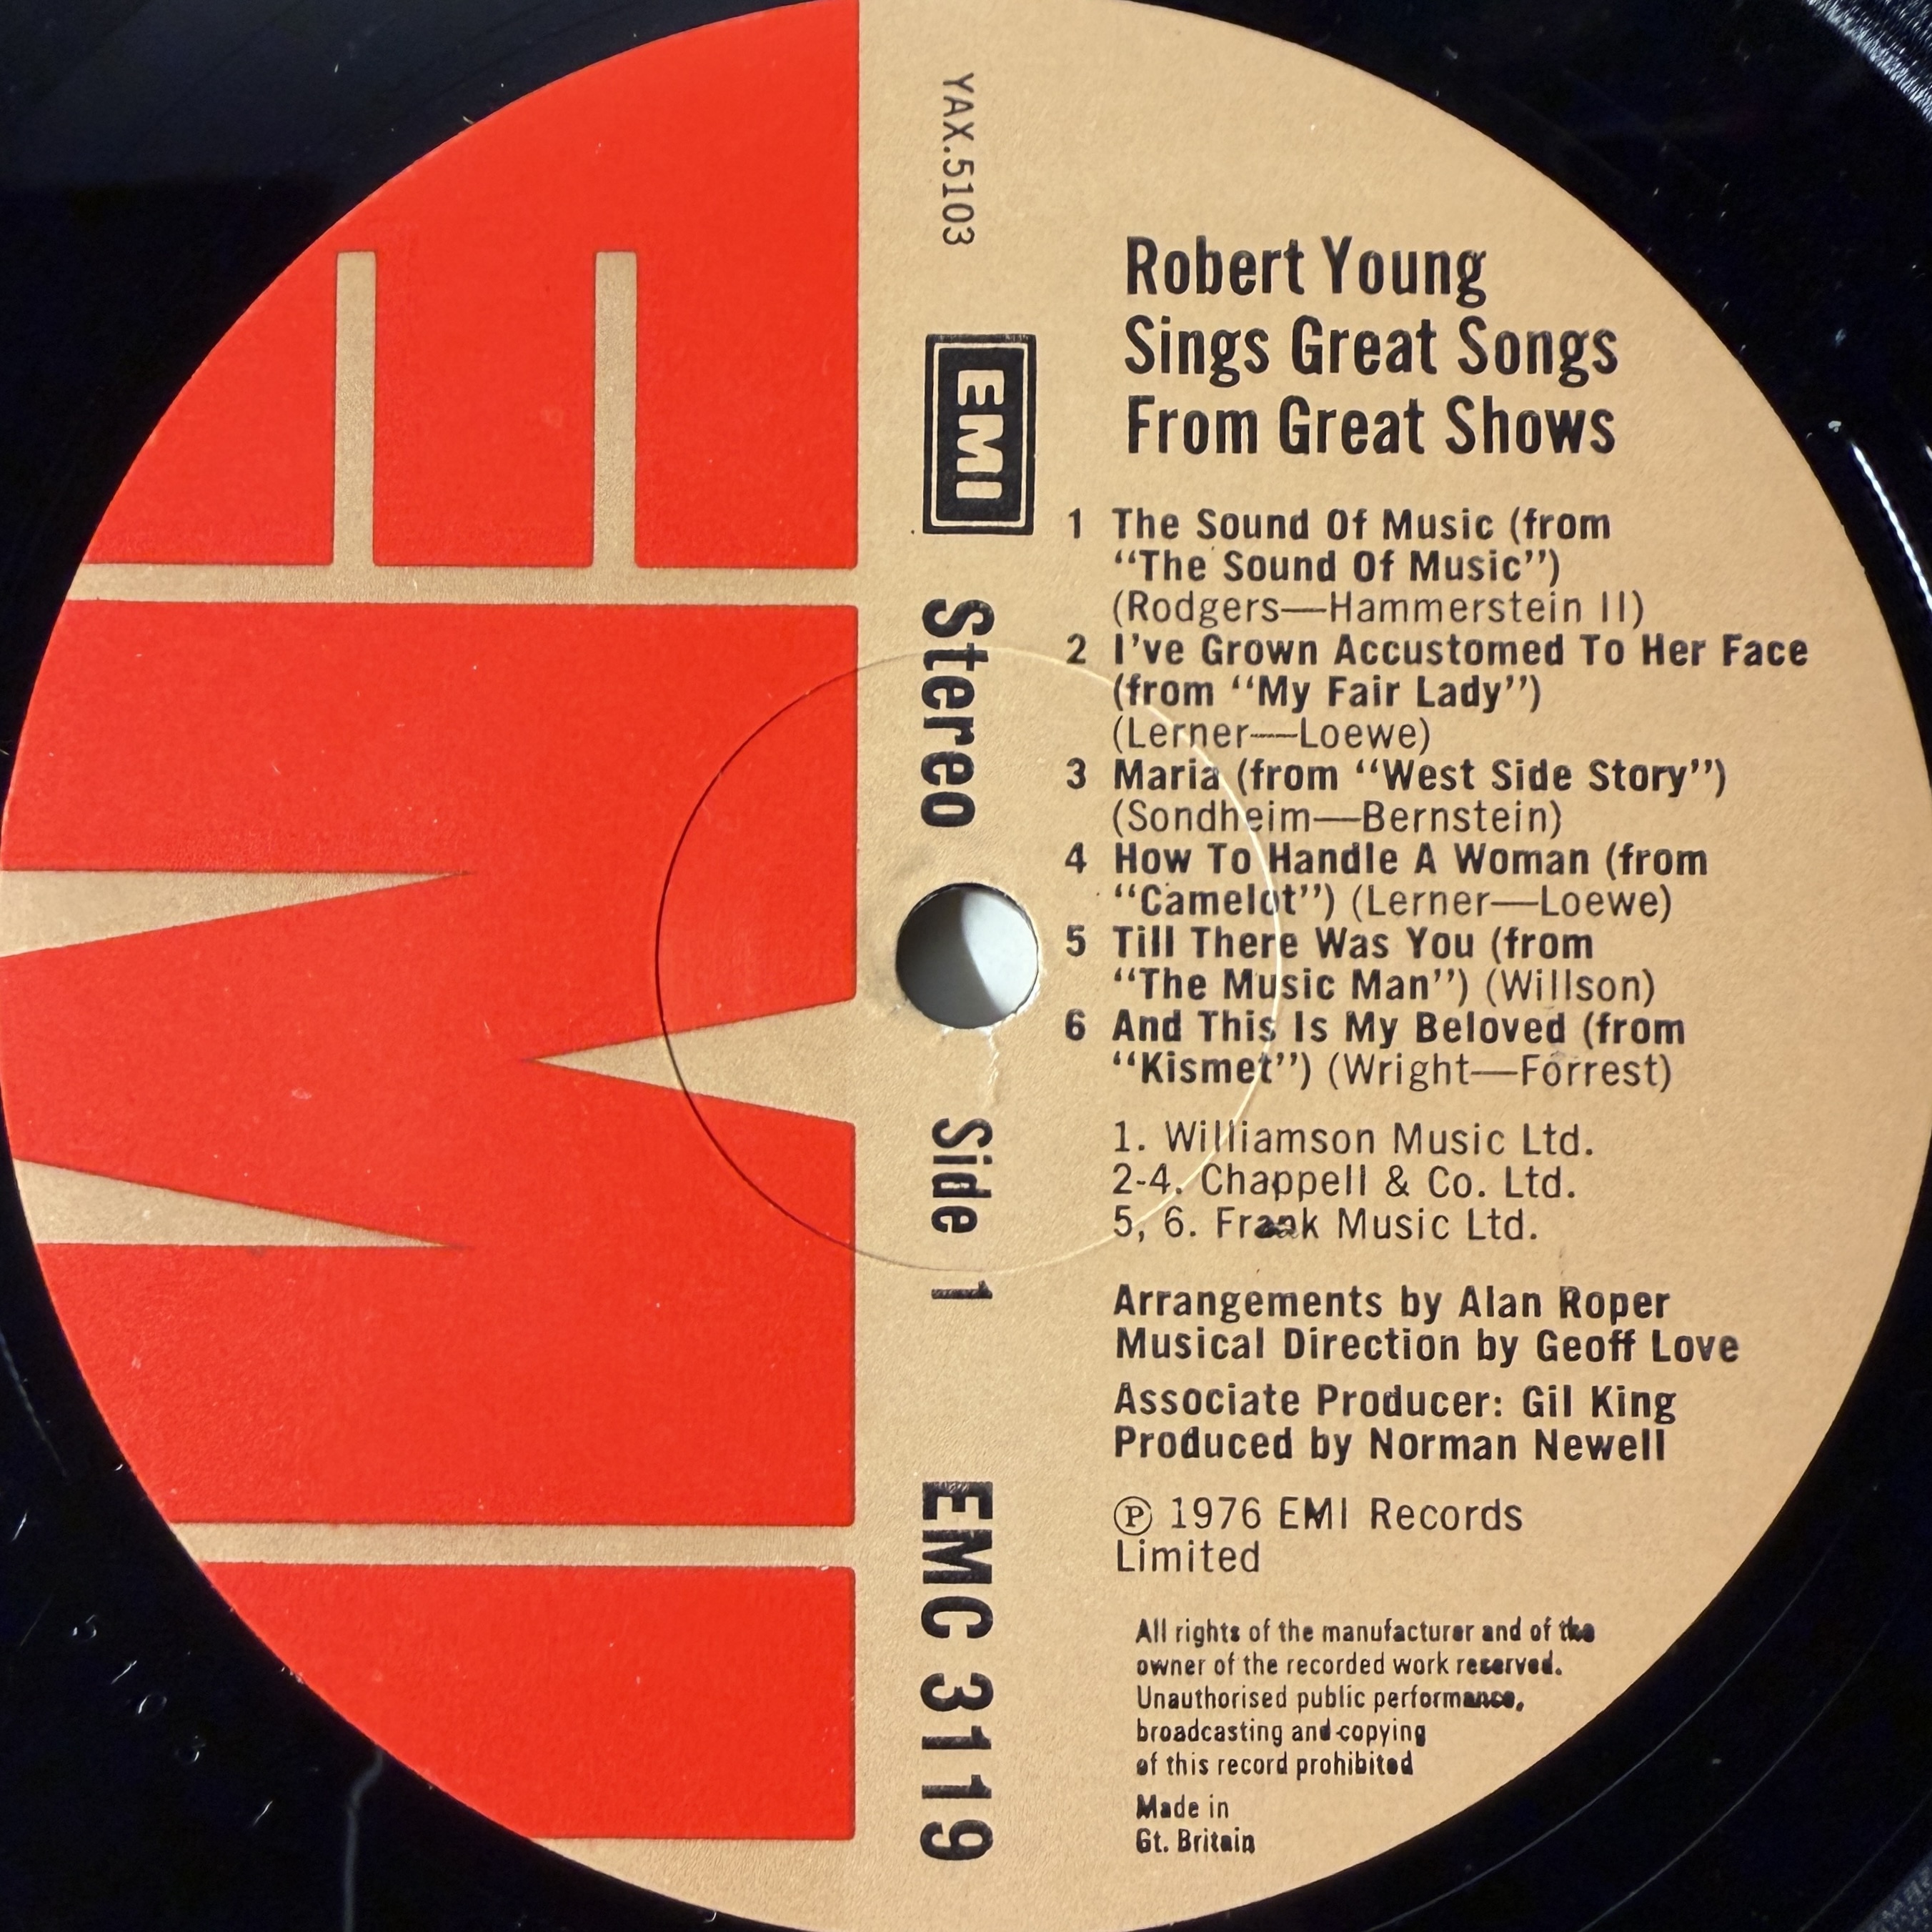 YAX.5103
EMI
Stereo
Side 1
EMC 3119
Robert Young
Sings Great Songs
From Great Shows
1 The Sound Of Music (from
“The Sound Of Music”)
(Rodgers—Hammerstein II)
2 I've Grown Accustomed To Her Face
(from “My Fair Lady”)
(Lerner—Loewe)
3 Maria (from “West Side Story”)
(Sondheim—Bernstein)
4 How To Handle A Woman (from
“Camelot”) (Lerner—Loewe)
5 Till There Was You (from
“The Music Man”) (Willson)
6 And This Is My Beloved (from
“Kismet”) (Wright—Forrest)
1. Williamson Music Ltd.
2-4. Chappell & Co. Ltd.
5, 6. Frank Music Ltd.
Arrangements by Alan Roper
Musical Direction by Geoff Love
Associate Producer: Gil King
Produced by Norman Newell
Ⓟ 1976 EMI Records
Limited
All rights of the manufacturer and of the
owner of the recorded work reserved.
Unauthorised public performance,
broadcasting and copying
of this record prohibited
Made in
Gt. Britain